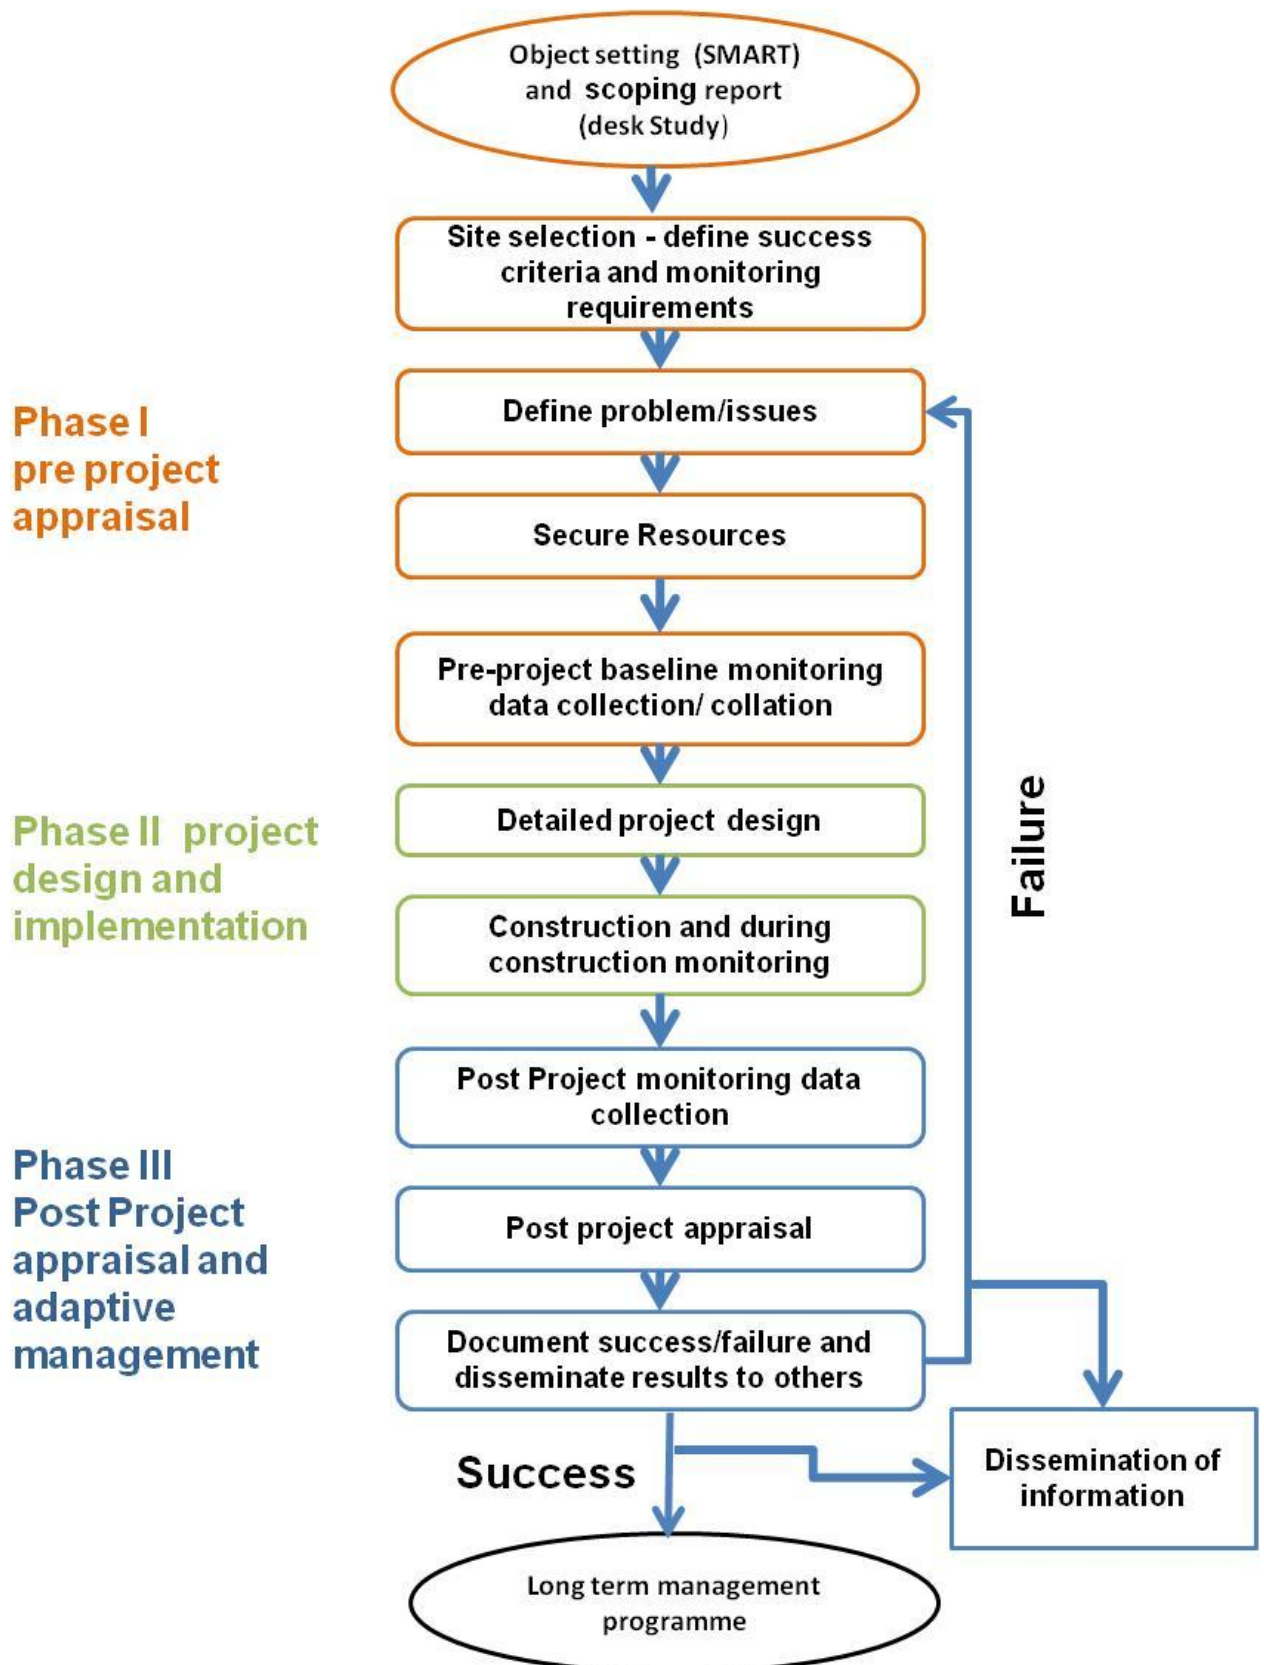 Object setting (SMART)
and scoping report
(desk Study)
Site selection - define success
criteria and monitoring
requirements
Define problem/issues
Phase I
pre project
appraisal
Secure Resources
Pre-project baseline monitoring
data collection/ collation
Detailed project design
Phase II project
design and
implementation
Failure
Construction and during
construction monitoring
Post Project monitoring data
collection
Phase III
Post Project
appraisal and
adaptive
management
Post project appraisal
Document success/failure and
disseminate results to others
Success
Dissemination of
information
Long term management
programme